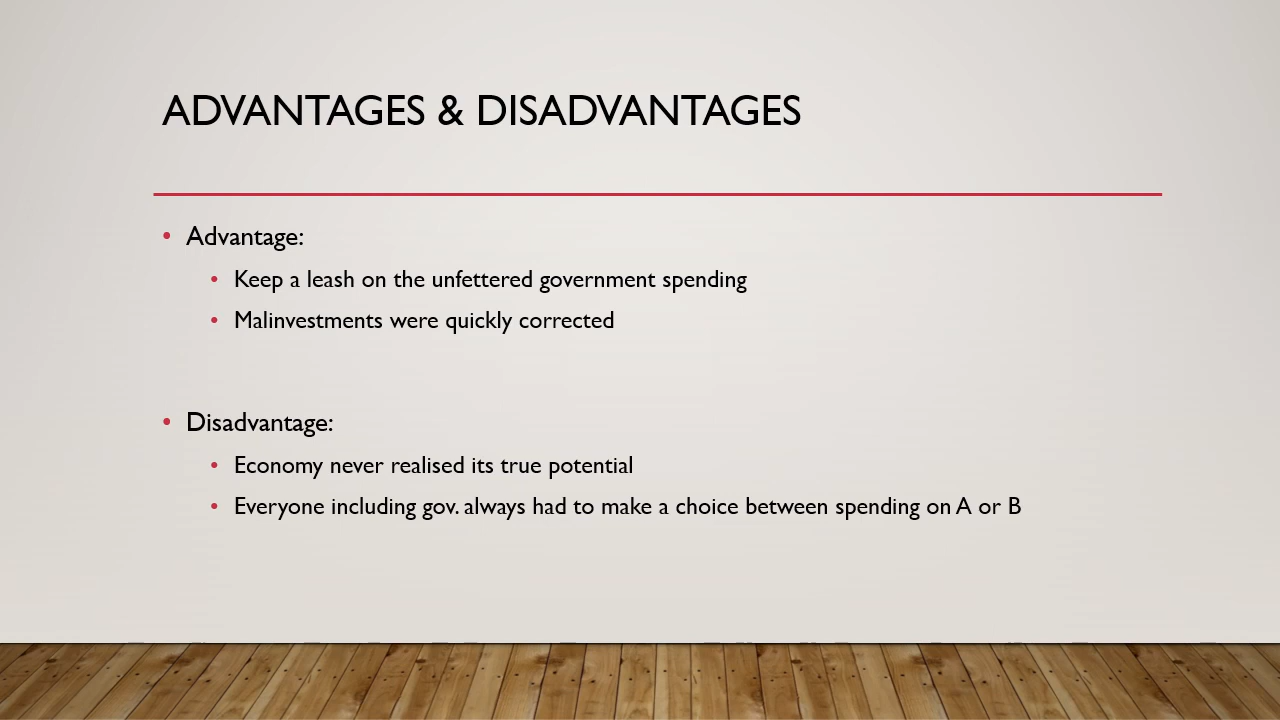 ADVANTAGES & DISADVANTAGES
• Advantage:
• Keep a leash on the unfettered government spending
• Malinvestments were quickly corrected
• Disadvantage:
• Economy never realised its true potential
• Everyone including gov. always had to make a choice between spending on A or B